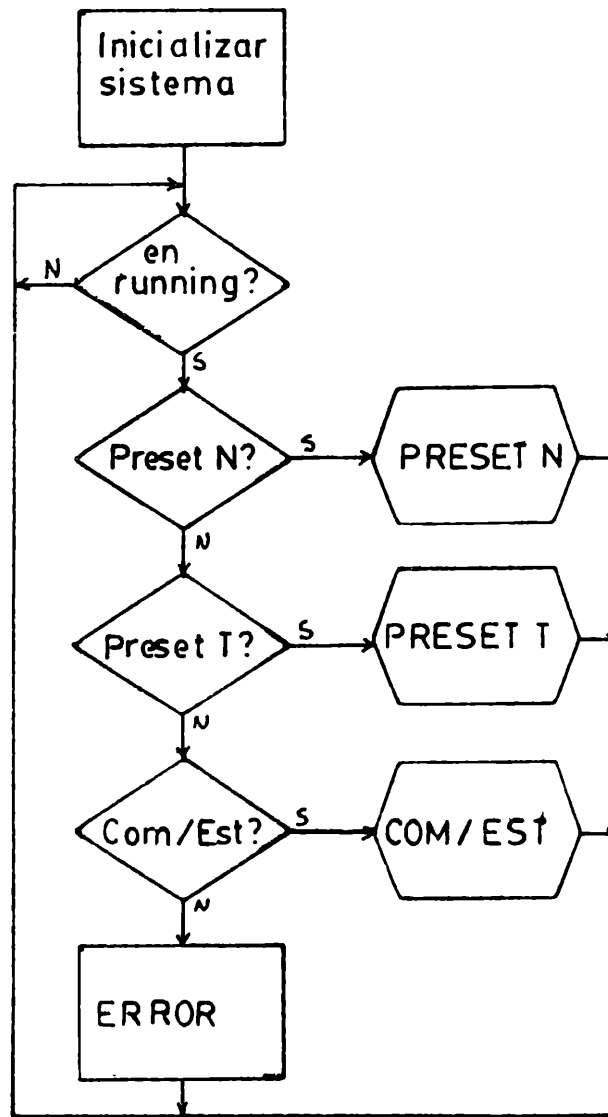 Inicializar
sistema
en
running?
N
S
Preset N?
S
PRESET N
N
Preset T?
S
PRESET T
N
Com/Est?
S
COM/EST
N
ERROR